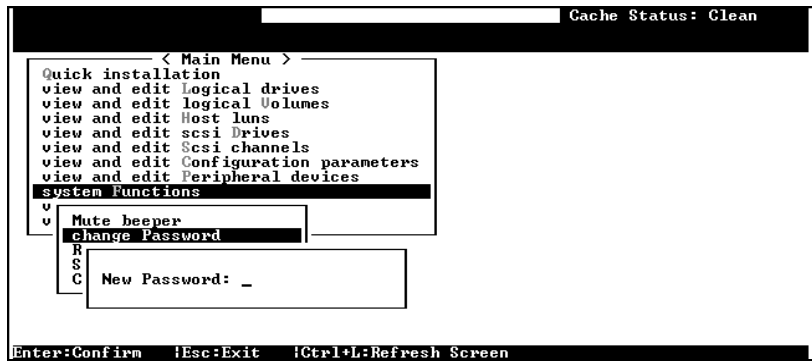 Cache Status: Clean
< Main Menu >
Quick installation
view and edit Logical drives
view and edit logical Volumes
view and edit Host luns
view and edit scsi Drives
view and edit Scsi channels
view and edit Configuration parameters
view and edit Peripheral devices
system Functions
v
v
Mute beeper
change Password
R
S
C
New Password: _
Enter:Confirm |Esc:Exit |Ctrl+L:Refresh Screen